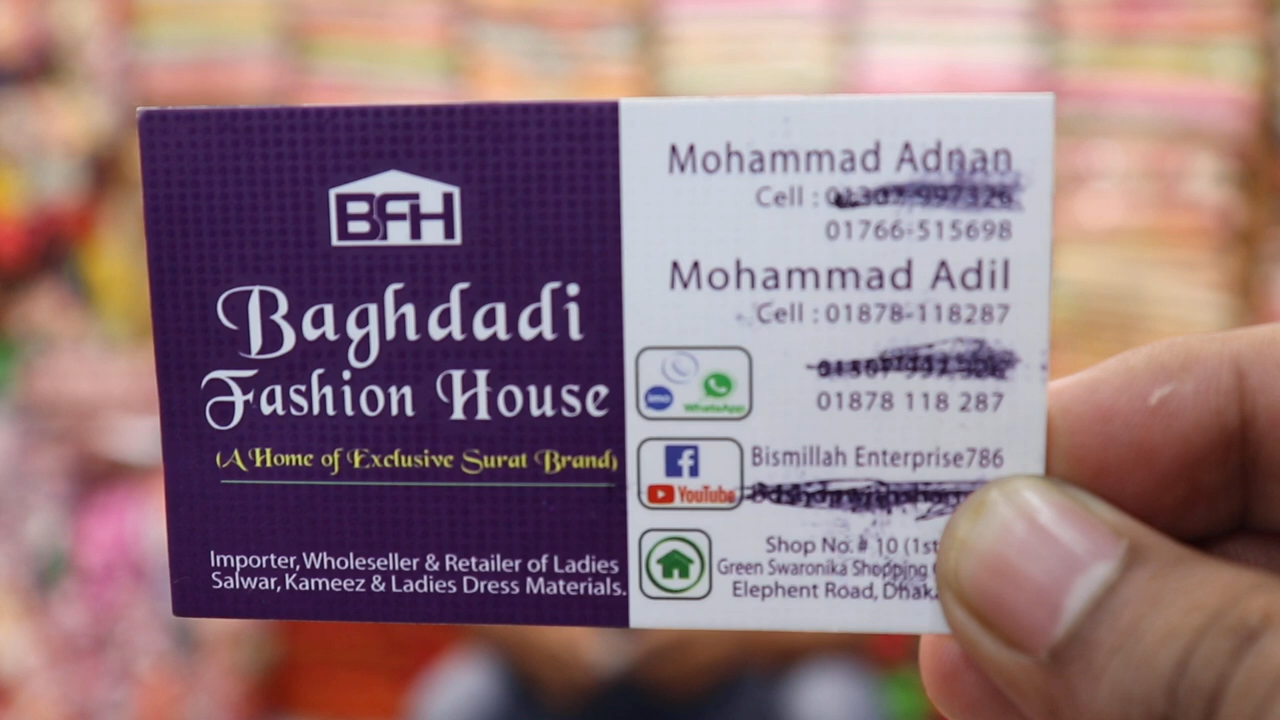 BFH
Baghdadi
Fashion House
(A Home of Exclusive Surat Brand)
Importer, Wholeseller & Retailer of Ladies
Salwar, Kameez & Ladies Dress Materials.
Mohammad Adnan
Cell :
01766-515698
Mohammad Adil
Cell : 01878-118287
imo WhatsApp
01878 118 287
Bismillah Enterprise786
YouTube
Shop No. # 10 (1st
Green Swaronika Shopping
Elephent Road, Dhaka